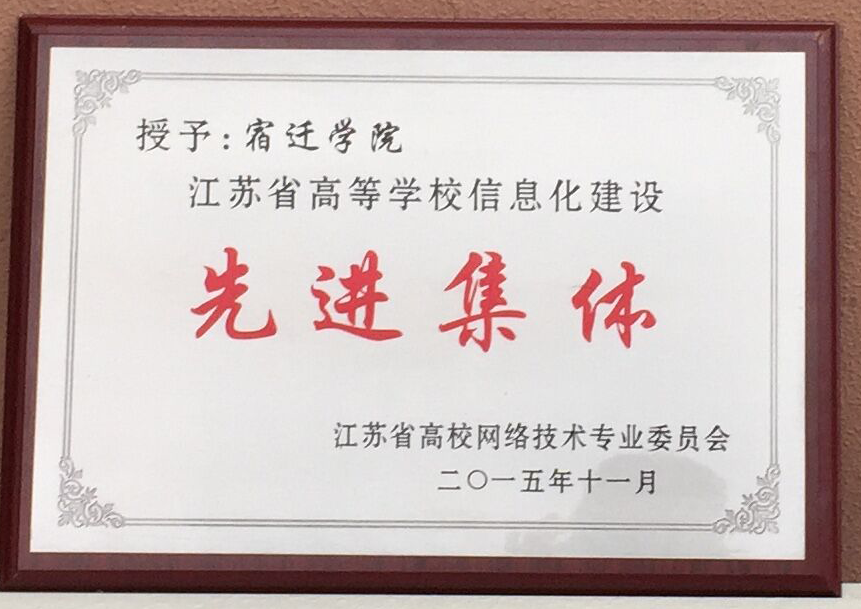 授予:宿迁学院
江苏省高等学校信息化建设
先进集体
江苏省高校网络技术专业委员会
二〇一五年十一月